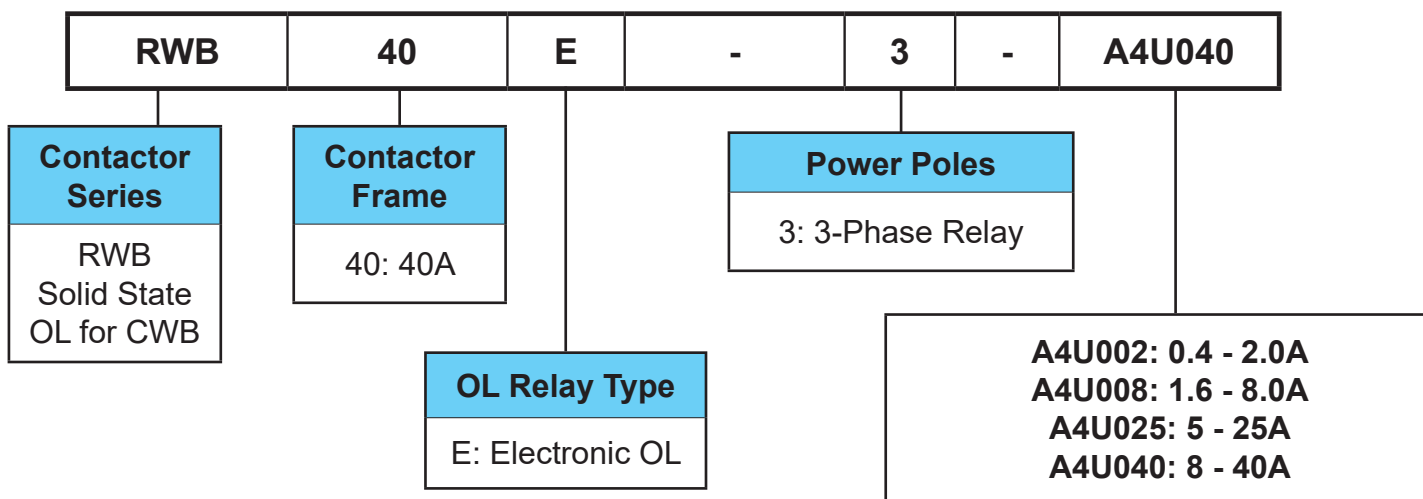 RWB 40 E - 3 - A4U040
Contactor
Series
RWB
Solid State
OL for CWB
Contactor
Frame
40: 40A
OL Relay Type
E: Electronic OL
Power Poles
3: 3-Phase Relay
A4U002: 0.4 - 2.0A
A4U008: 1.6 - 8.0A
A4U025: 5 - 25A
A4U040: 8 - 40A